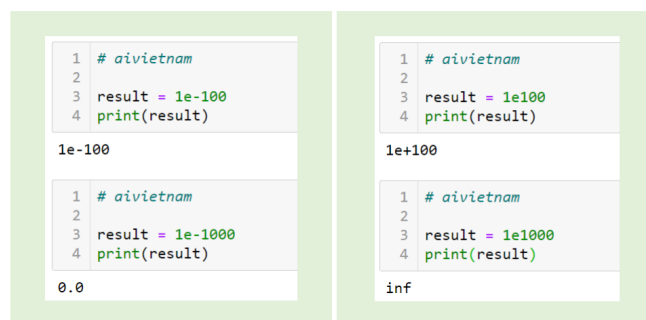 1 # aivietnam
2
3 result = 1e-100
4 print(result)
1e-100
1 # aivietnam
2
3 result = 1e-1000
4 print(result)
0.0
1 # aivietnam
2
3 result = 1e100
4 print(result)
1e+100
1 # aivietnam
2
3 result = 1e1000
4 print(result)
inf